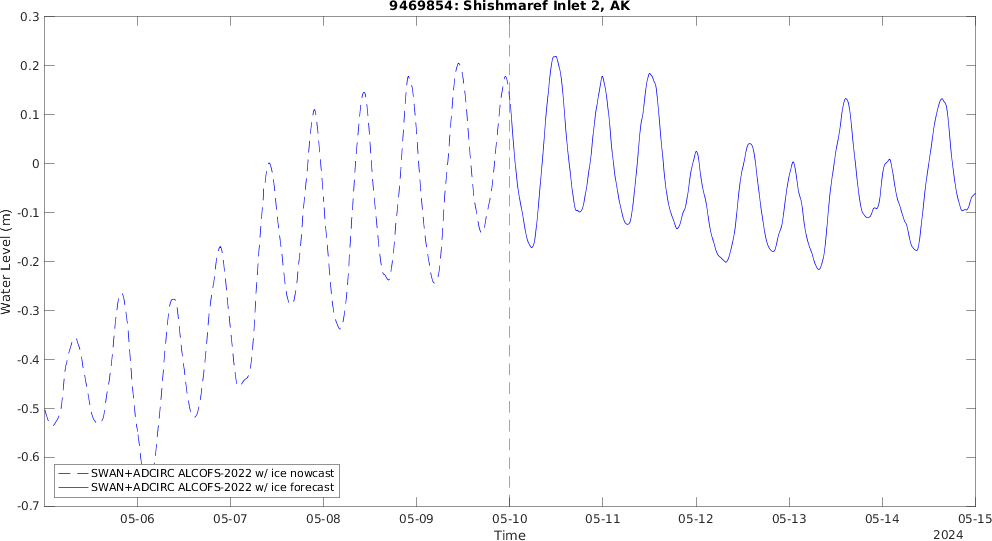 9469854: Shishmaref Inlet 2, AK
0.3
0.2
0.1
0
-0.1
-0.2
-0.3
-0.4
-0.5
-0.6
-0.7
Water Level (m)
SWAN+ADCIRC ALCOFS-2022 w/ ice nowcast
SWAN+ADCIRC ALCOFS-2022 w/ ice forecast
05-06 05-07 05-08 05-09 05-10 05-11 05-12 05-13 05-14 05-15
Time
2024